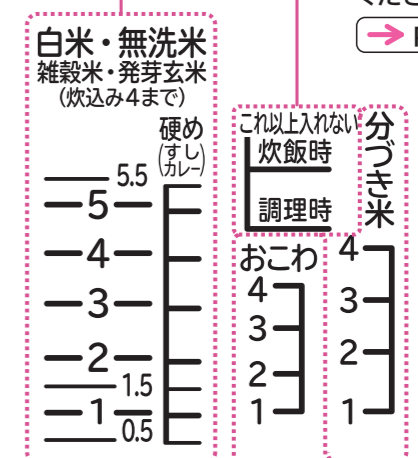 白米・無洗米
雑穀米・発芽玄米
(炊込み4まで)
硬め
(すし
カレー)
5.5
5
4
3
2
1.5
1
0.5
これ以上入れない
炊飯時
調理時
おこわ
4
3
2
1
分づき米
4
3
2
1